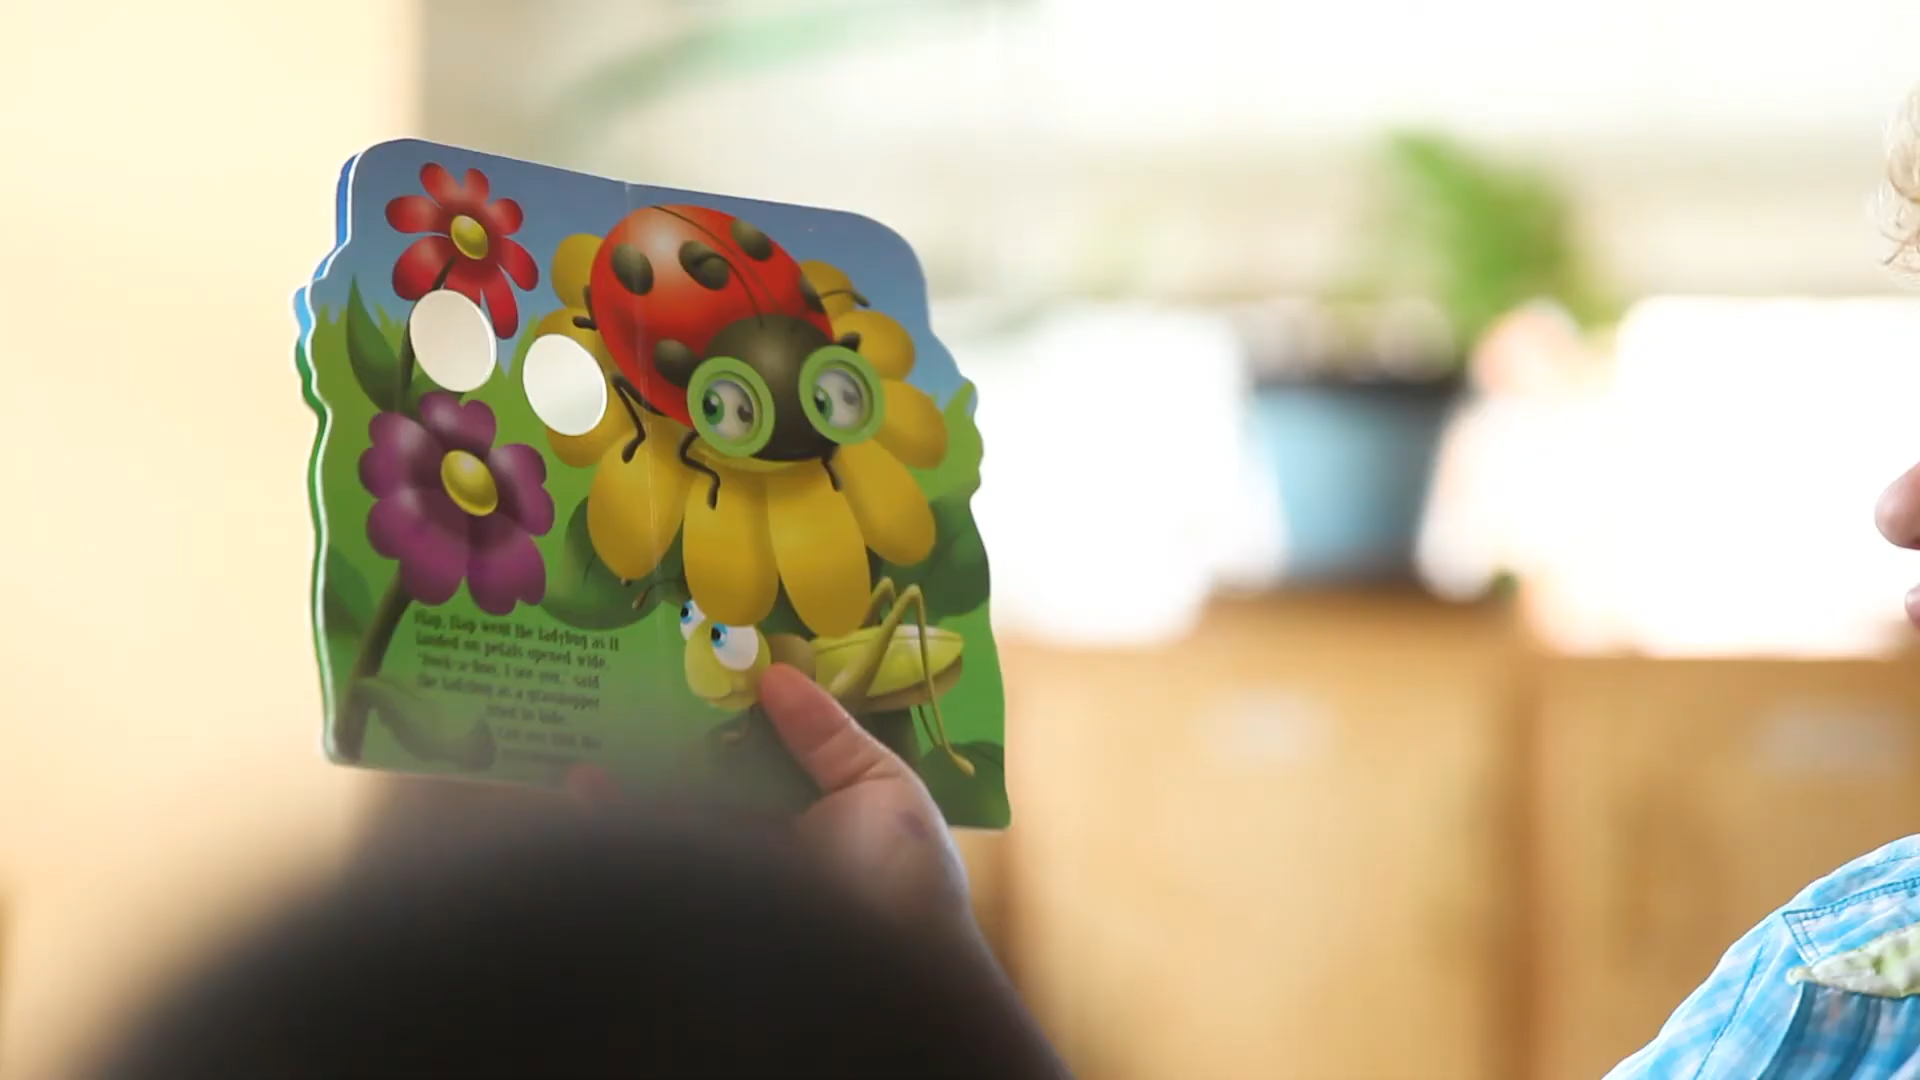 Flap, flap went the ladybug as it
landed on petals opened wide.
"Peek-a-boo, I see you," said
the ladybug as a grasshopper
tried to hide.